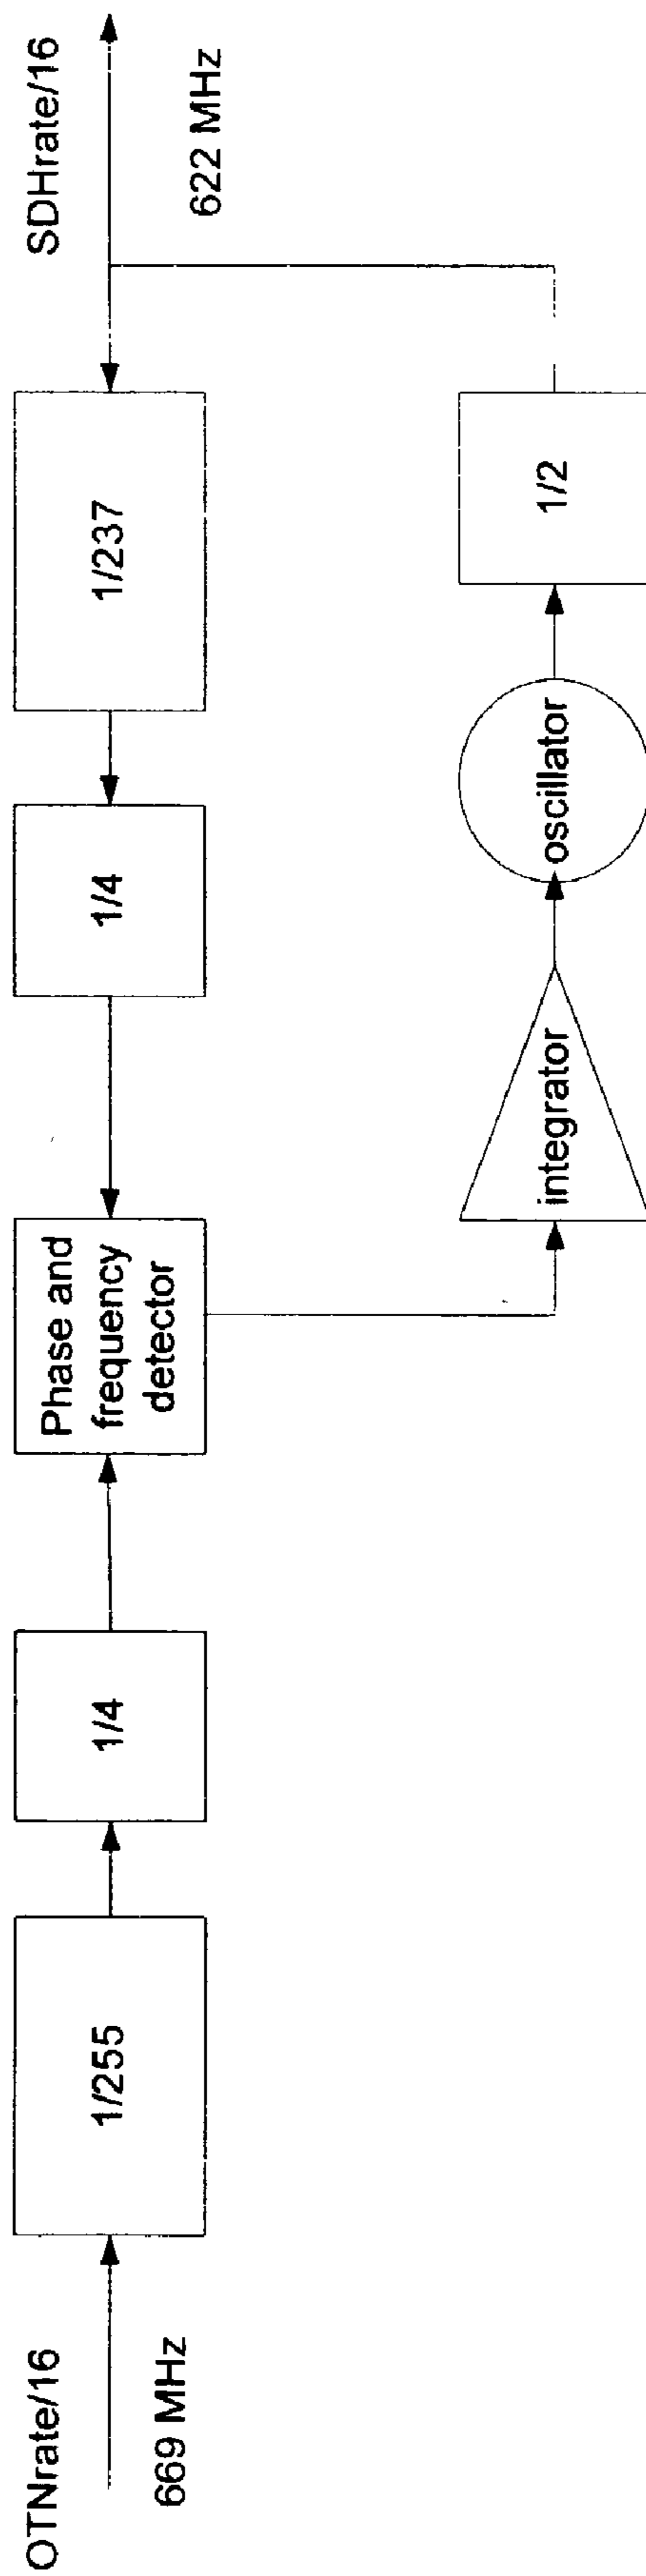 OTNrate/16
669 MHz
1/255
1/4
Phase and
frequency
detector
1/4
1/237
SDHrate/16
622 MHz
integrator
oscillator
1/2